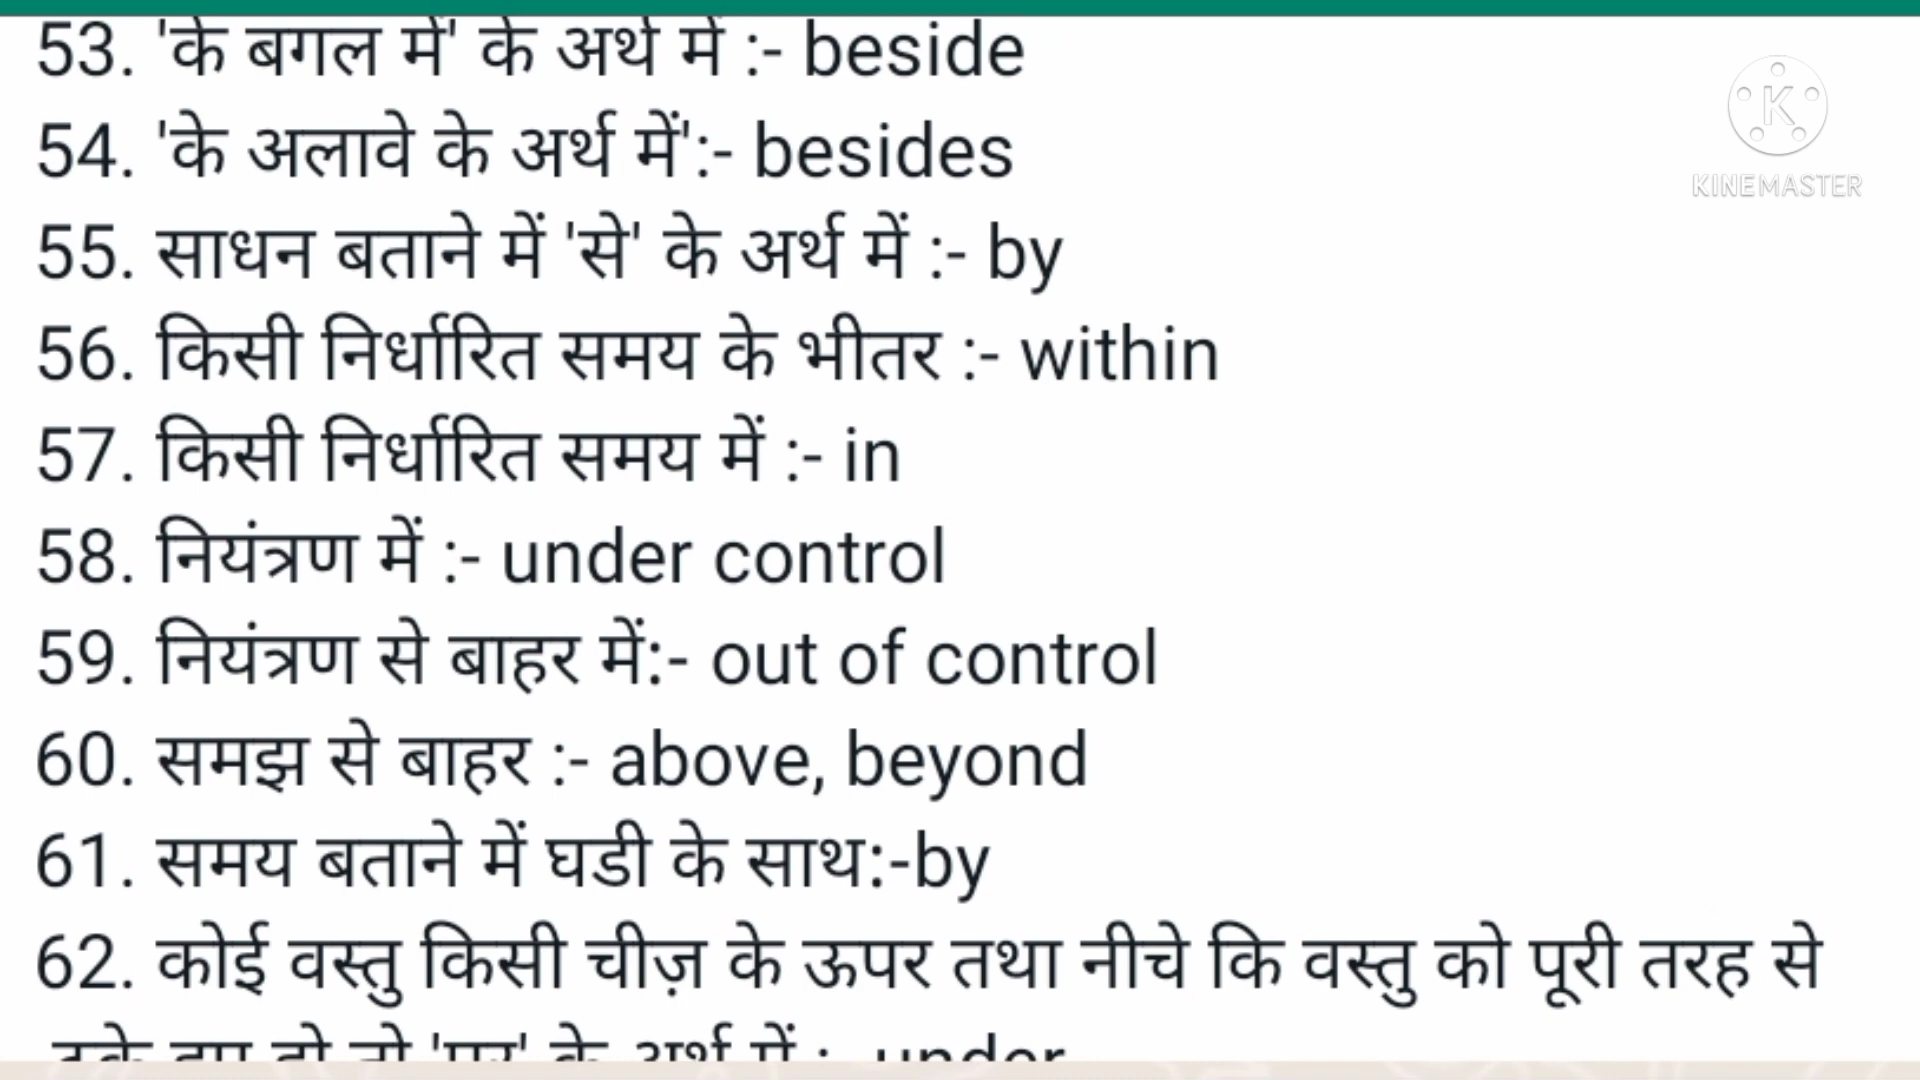 53. 'के बगल में' के अर्थ में :- beside
KINEMASTER
54. 'के अलावे के अर्थ में':- besides
55. साधन बताने में 'से' के अर्थ में :- by
56. किसी निर्धारित समय के भीतर :- within
57. किसी निर्धारित समय में :- in
58. नियंत्रण में :- under control
59. नियंत्रण से बाहर में:- out of control
60. समझ से बाहर :- above, beyond
61. समय बताने में घडी के साथ:-by
62. कोई वस्तु किसी चीज़ के ऊपर तथा नीचे कि वस्तु को पूरी तरह से
के अर्थ में :- under